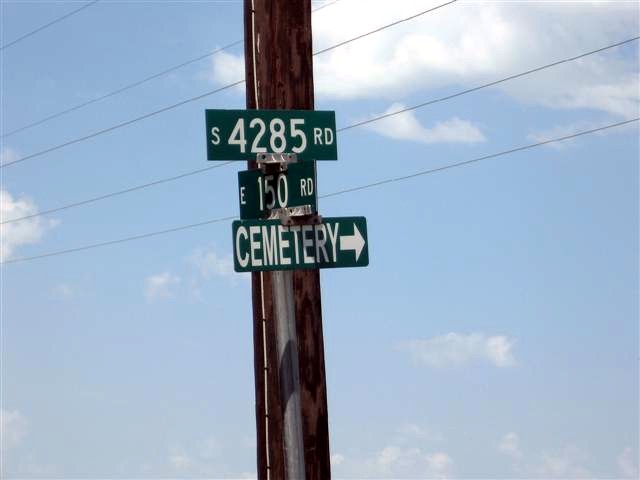 S 4285 RD
E 150 RD
CEMETERY →